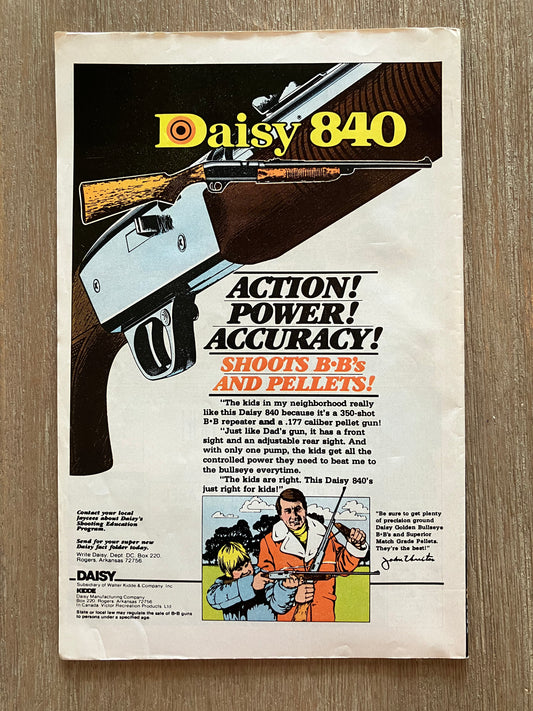 Daisy 840
ACTION!
POWER!
ACCURACY!
SHOOTS B•B's
AND PELLETS!
"The kids in my neighborhood really
like this Daisy 840 because it's a 350-shot
B•B repeater and a .177 caliber pellet gun!
"Just like Dad's gun, it has a front
sight and an adjustable rear sight. And
with only one pump, the kids get all the
controlled power they need to beat me to
the bullseye everytime.
"The kids are right. This Daisy 840's
just right for kids!"
Contact your local
Jaycees about Daisy's
Shooting Education
Program.
Send for your super new
Daisy fact folder today.
Write Daisy, Dept. DC, Box 220,
Rogers, Arkansas 72756
"Be sure to get plenty
of precision ground
Daisy Golden Bullseye
B•B's and Superior
Match Grade Pellets.
They're the best!"
DAISY
Subsidiary of Walter Kidde & Company, Inc.
KIDDE
Daisy Manufacturing Company
Box 220, Rogers, Arkansas 72756
In Canada: Victor Recreation Products, Ltd.
State or local law may regulate the sale of B•B guns
to persons under a specified age.